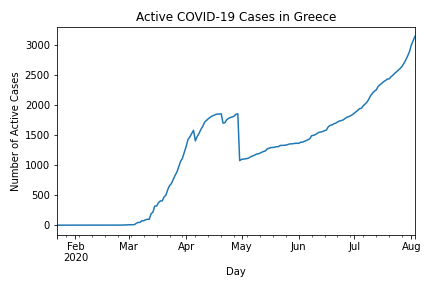 Active COVID-19 Cases in Greece
Number of Active Cases
3000
2500
2000
1500
1000
500
0
Feb Mar Apr May Jun Jul Aug
2020
Day